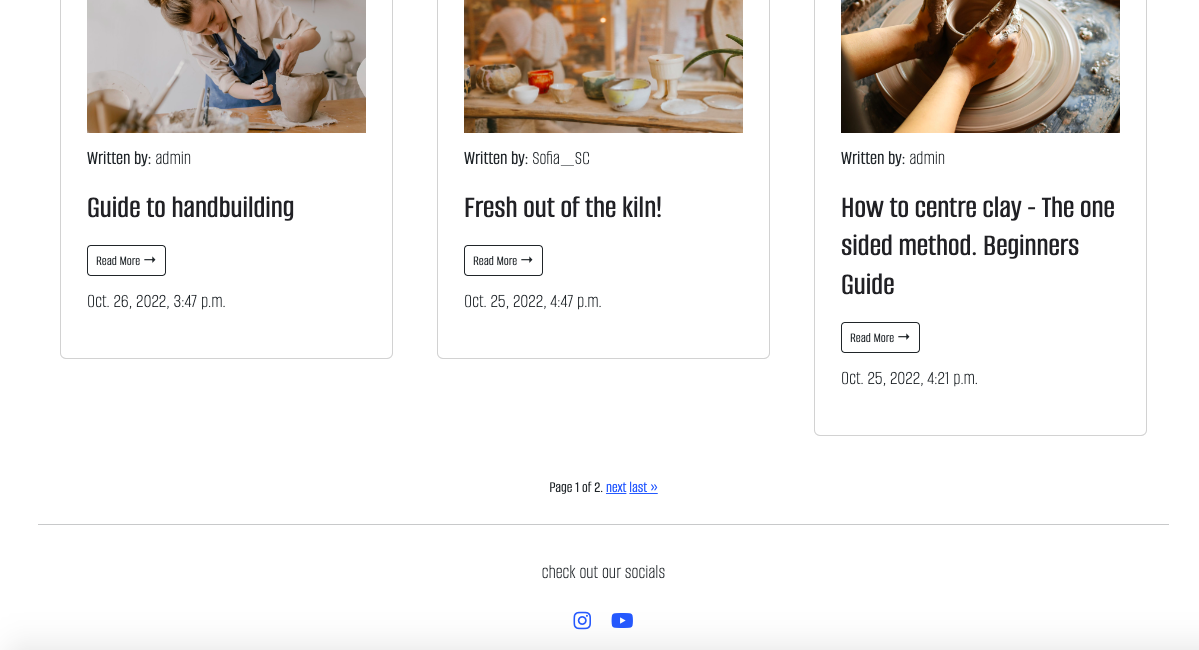 Written by: admin
Guide to handbuilding
Read More →
Oct. 26, 2022, 3:47 p.m.
Written by: Sofia__SC
Fresh out of the kiln!
Read More →
Oct. 25, 2022, 4:47 p.m.
Written by: admin
How to centre clay - The one
sided method. Beginners
Guide
Read More →
Oct. 25, 2022, 4:21 p.m.
Page 1 of 2. next last »
check out our socials